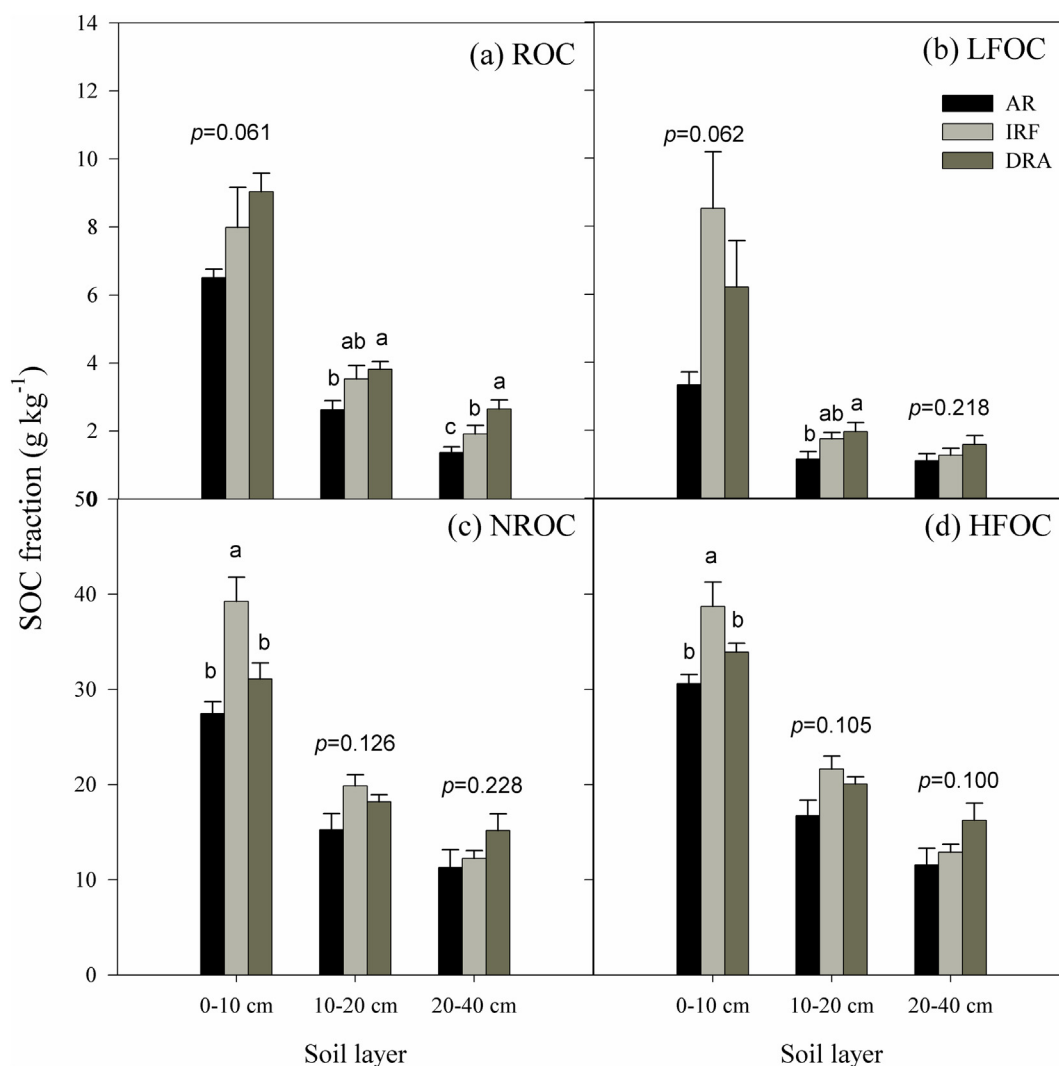 (a) ROC
(b) LFOC
AR
IRF
DRA
SOC fraction (g kg⁻¹)
14
12
10
8
6
4
2
0
p=0.061
b ab a
c b a
p=0.062
b ab a
p=0.218
(c) NROC
(d) HFOC
50
40
30
20
10
0
b a b
p=0.126
p=0.228
b a b
p=0.105
p=0.100
0-10 cm 10-20 cm 20-40 cm
0-10 cm 10-20 cm 20-40 cm
Soil layer
Soil layer